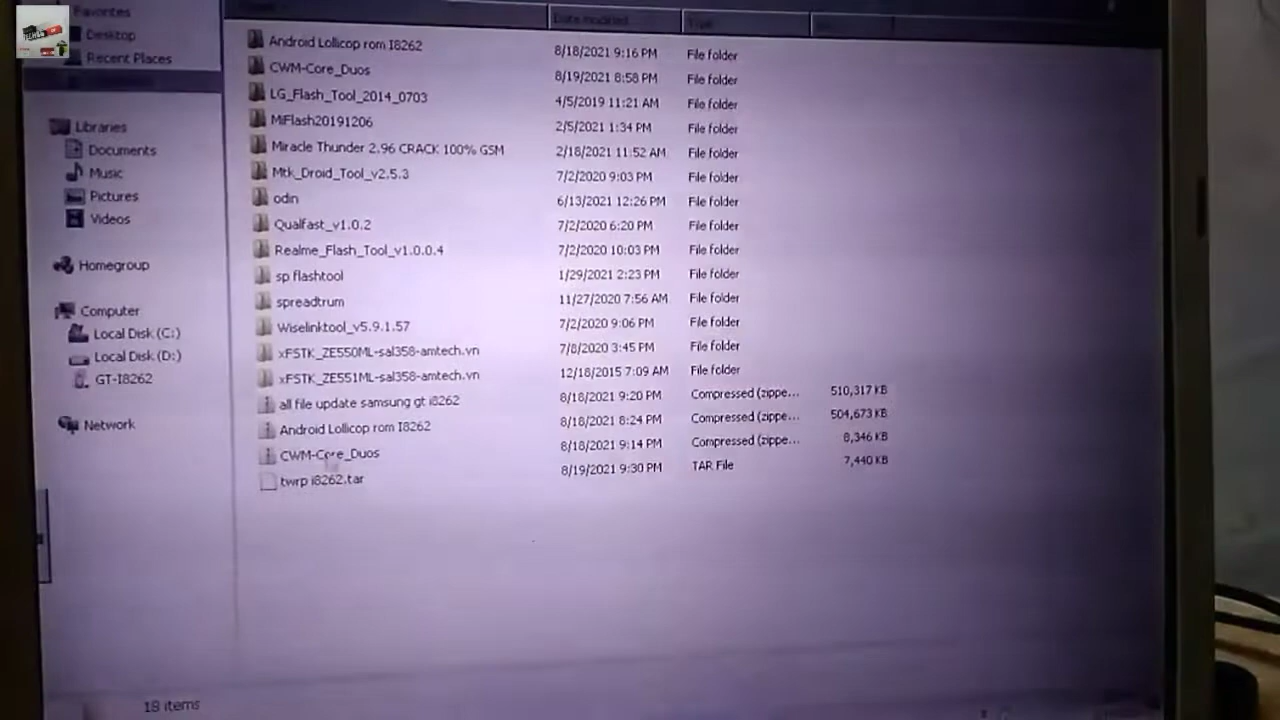 Favorites
Desktop
Recent Places
Libraries
Documents
Music
Pictures
Videos
Homegroup
Computer
Local Disk (C:)
Local Disk (D:)
GT-I8262
Network
Date modified Type
Android Lollicop rom I8262 8/18/2021 9:16 PM File folder
CWM-Core_Duos 8/19/2021 8:58 PM File folder
LG_Flash_Tool_2014_0703 4/5/2019 11:21 AM File folder
MiFlash20191206 2/5/2021 1:34 PM File folder
Miracle Thunder 2.96 CRACK 100% GSM 2/18/2021 11:52 AM File folder
Mtk_Droid_Tool_v2.5.3 7/2/2020 9:03 PM File folder
odin 6/13/2021 12:26 PM File folder
Qualfast_v1.0.2 7/2/2020 6:20 PM File folder
Realme_Flash_Tool_v1.0.0.4 7/2/2020 10:03 PM File folder
sp flashtool 1/29/2021 2:23 PM File folder
spreadtrum 11/27/2020 7:56 AM File folder
Wiselinktool_v5.9.1.57 7/2/2020 9:06 PM File folder
xFSTK_ZE550ML-sal358-amtech.vn 7/8/2020 3:45 PM File folder
xFSTK_ZE551ML-sal358-amtech.vn 12/18/2015 7:09 AM File folder
all file update samsung gt i8262 8/18/2021 9:20 PM Compressed (zippe... 510,317 KB
Android Lollicop rom I8262 8/18/2021 8:24 PM Compressed (zippe... 504,673 KB
CWM-Core_Duos 8/18/2021 9:14 PM Compressed (zippe... 8,346 KB
twrp i8262.tar 8/19/2021 9:30 PM TAR File 7,440 KB
18 items